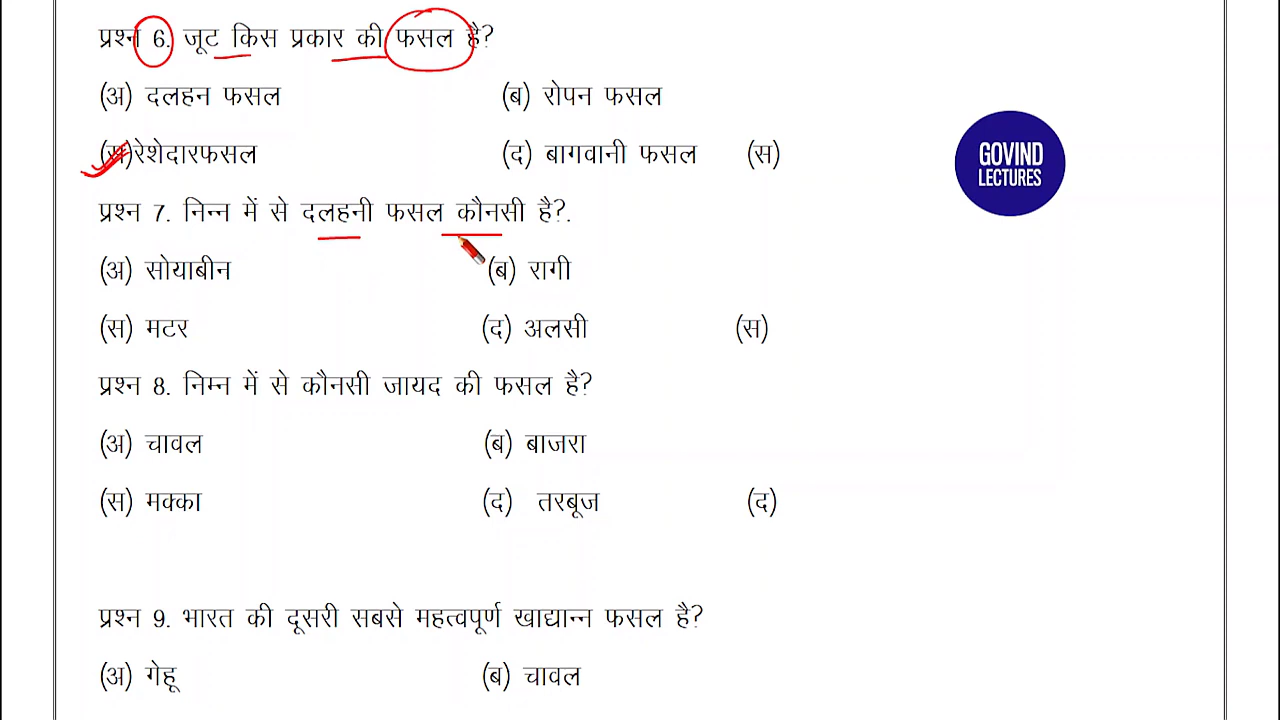 प्रश्न 6. जूट किस प्रकार की फसल है?
(अ) दलहन फसल (ब) रोपन फसल
(स)रेशेदारफसल (द) बागवानी फसल (स)
GOVIND
LECTURES
प्रश्न 7. निन्न में से दलहनी फसल कौनसी है?.
(अ) सोयाबीन (ब) रागी
(स) मटर (द) अलसी (स)
प्रश्न 8. निम्न में से कौनसी जायद की फसल है?
(अ) चावल (ब) बाजरा
(स) मक्का (द) तरबूज (द)
प्रश्न 9. भारत की दूसरी सबसे महत्वपूर्ण खाद्यान्न फसल है?
(अ) गेहू (ब) चावल